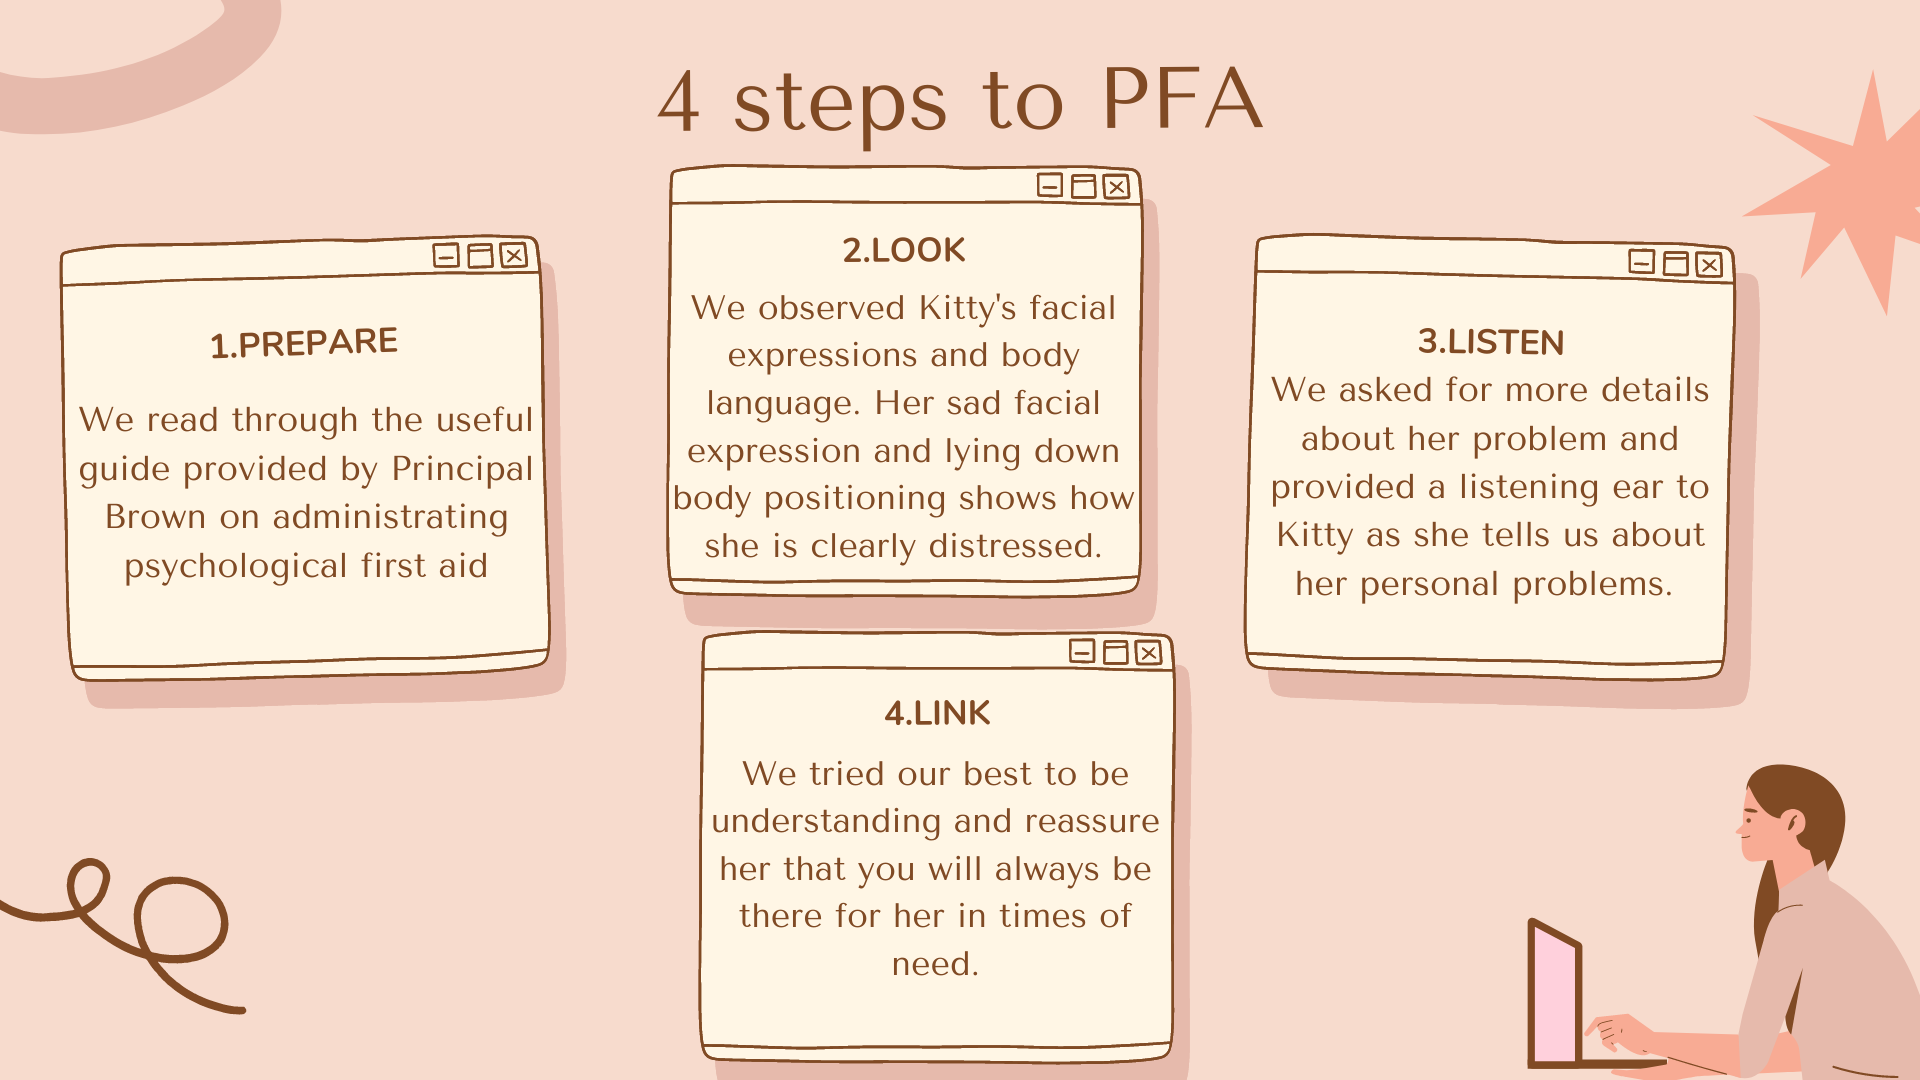 4 steps to PFA
1.PREPARE
We read through the useful
guide provided by Principal
Brown on administrating
psychological first aid
2.LOOK
We observed Kitty's facial
expressions and body
language. Her sad facial
expression and lying down
body positioning shows how
she is clearly distressed.
3.LISTEN
We asked for more details
about her problem and
provided a listening ear to
Kitty as she tells us about
her personal problems.
4.LINK
We tried our best to be
understanding and reassure
her that you will always be
there for her in times of
need.